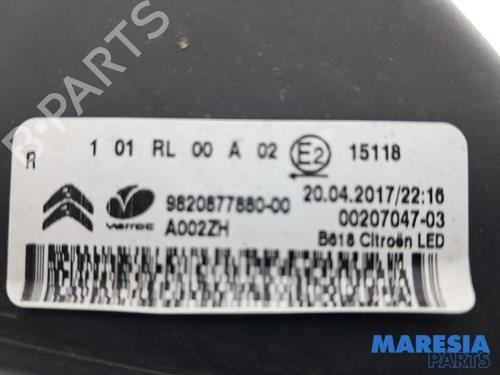 R 1 01 RL 00 A 02 E2 15118
varroc 9820877880-00 20.04.2017/22:16
A002ZH 00207047-03
B618 Citroën LED
B-PARTS
MARESIA
PARTS